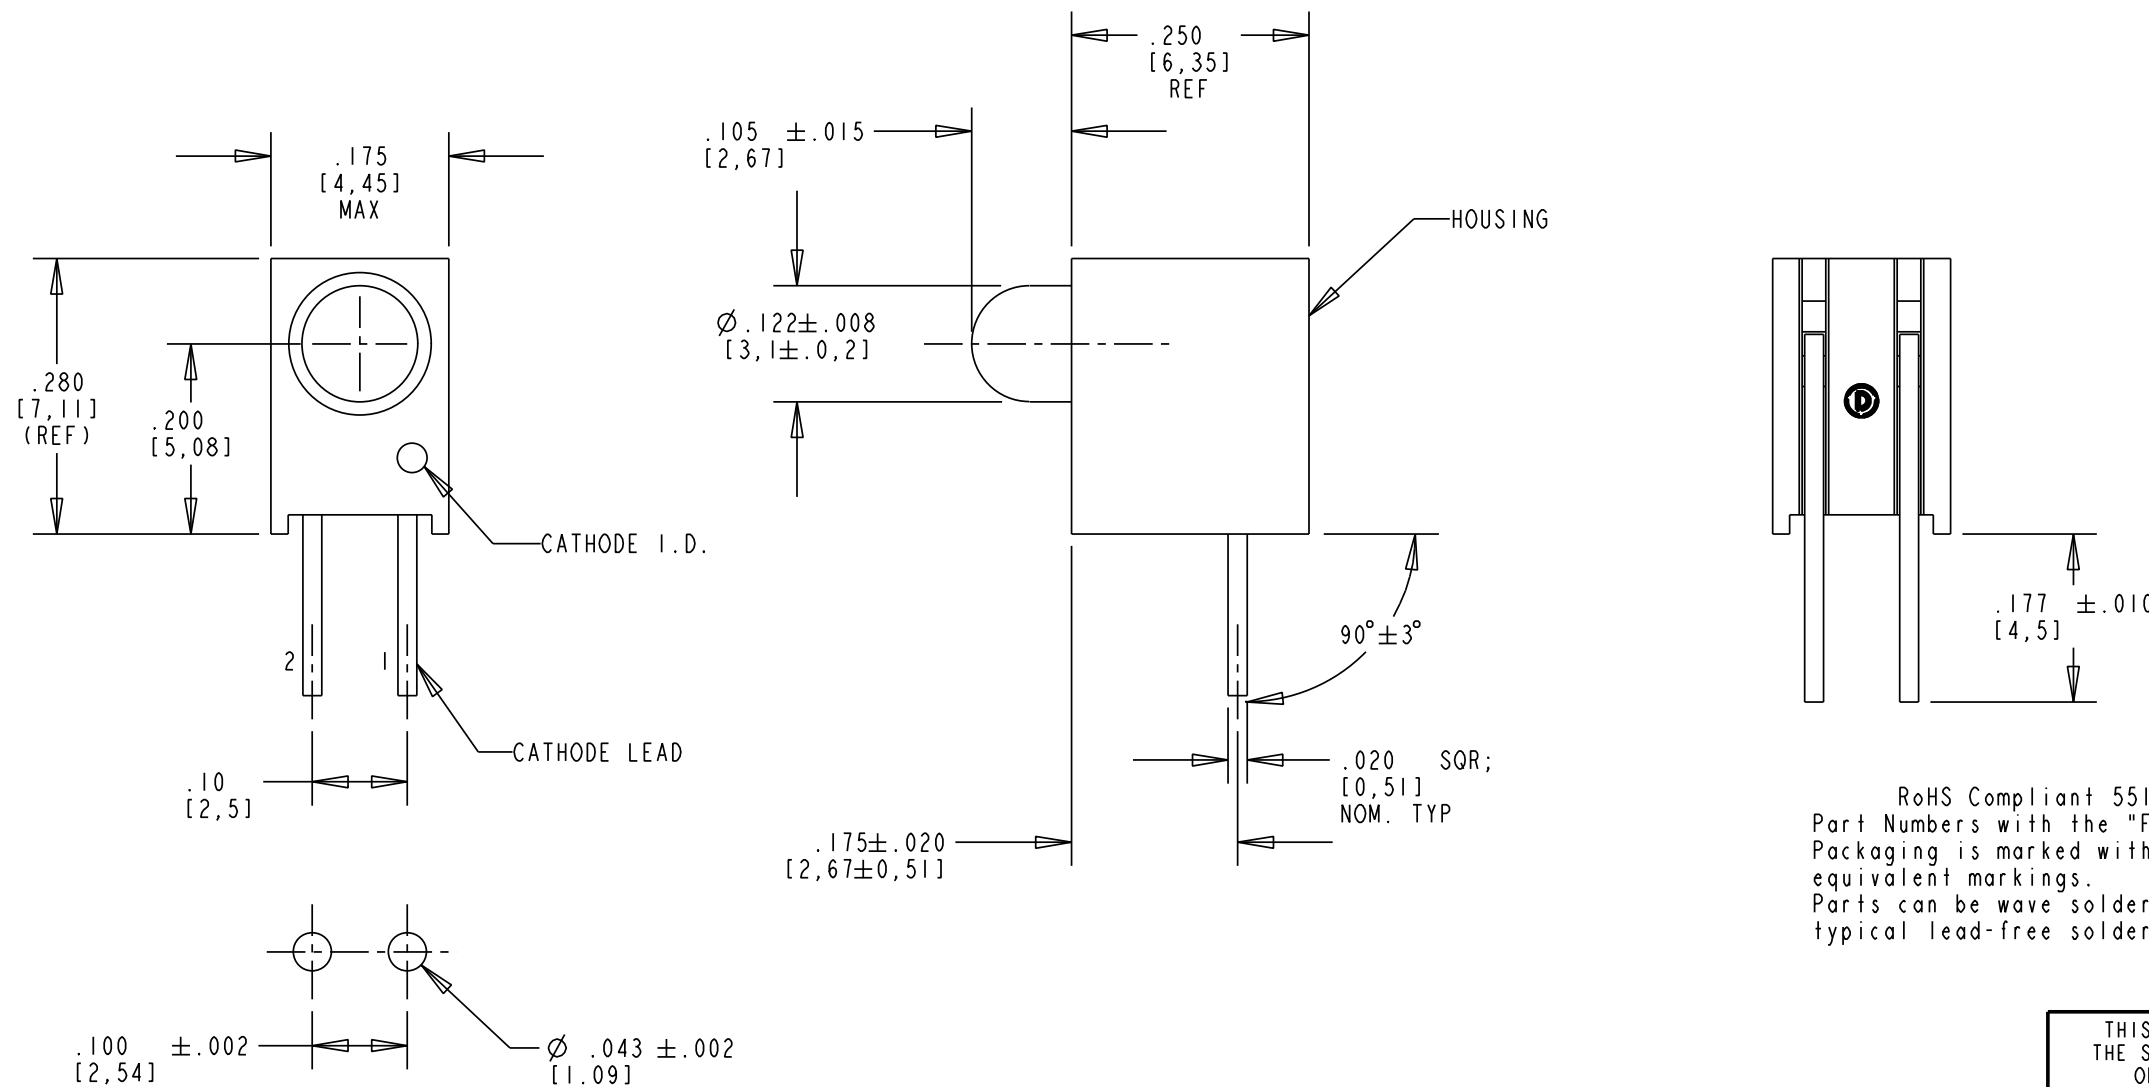 .250
[6,35]
REF
.105 ±.015
[2,67]
.175
[4,45]
MAX
HOUSING
Ø.122±.008
[3,1±.0,2]
.280
[7,11]
(REF)
.200
[5,08]
D
CATHODE I.D.
.177 ±.010
[4,5]
90°±3°
2 1
CATHODE LEAD
.020 SQR;
[0,51]
NOM. TYP
.10
[2,5]
.175±.020
[2,67±0,51]
RoHS Compliant 551
Part Numbers with the "F
Packaging is marked with
equivalent markings.
Parts can be wave solder
typical lead-free solder
.100 ±.002
[2,54]
Ø .043 ±.002
[1.09]
THIS
THE S